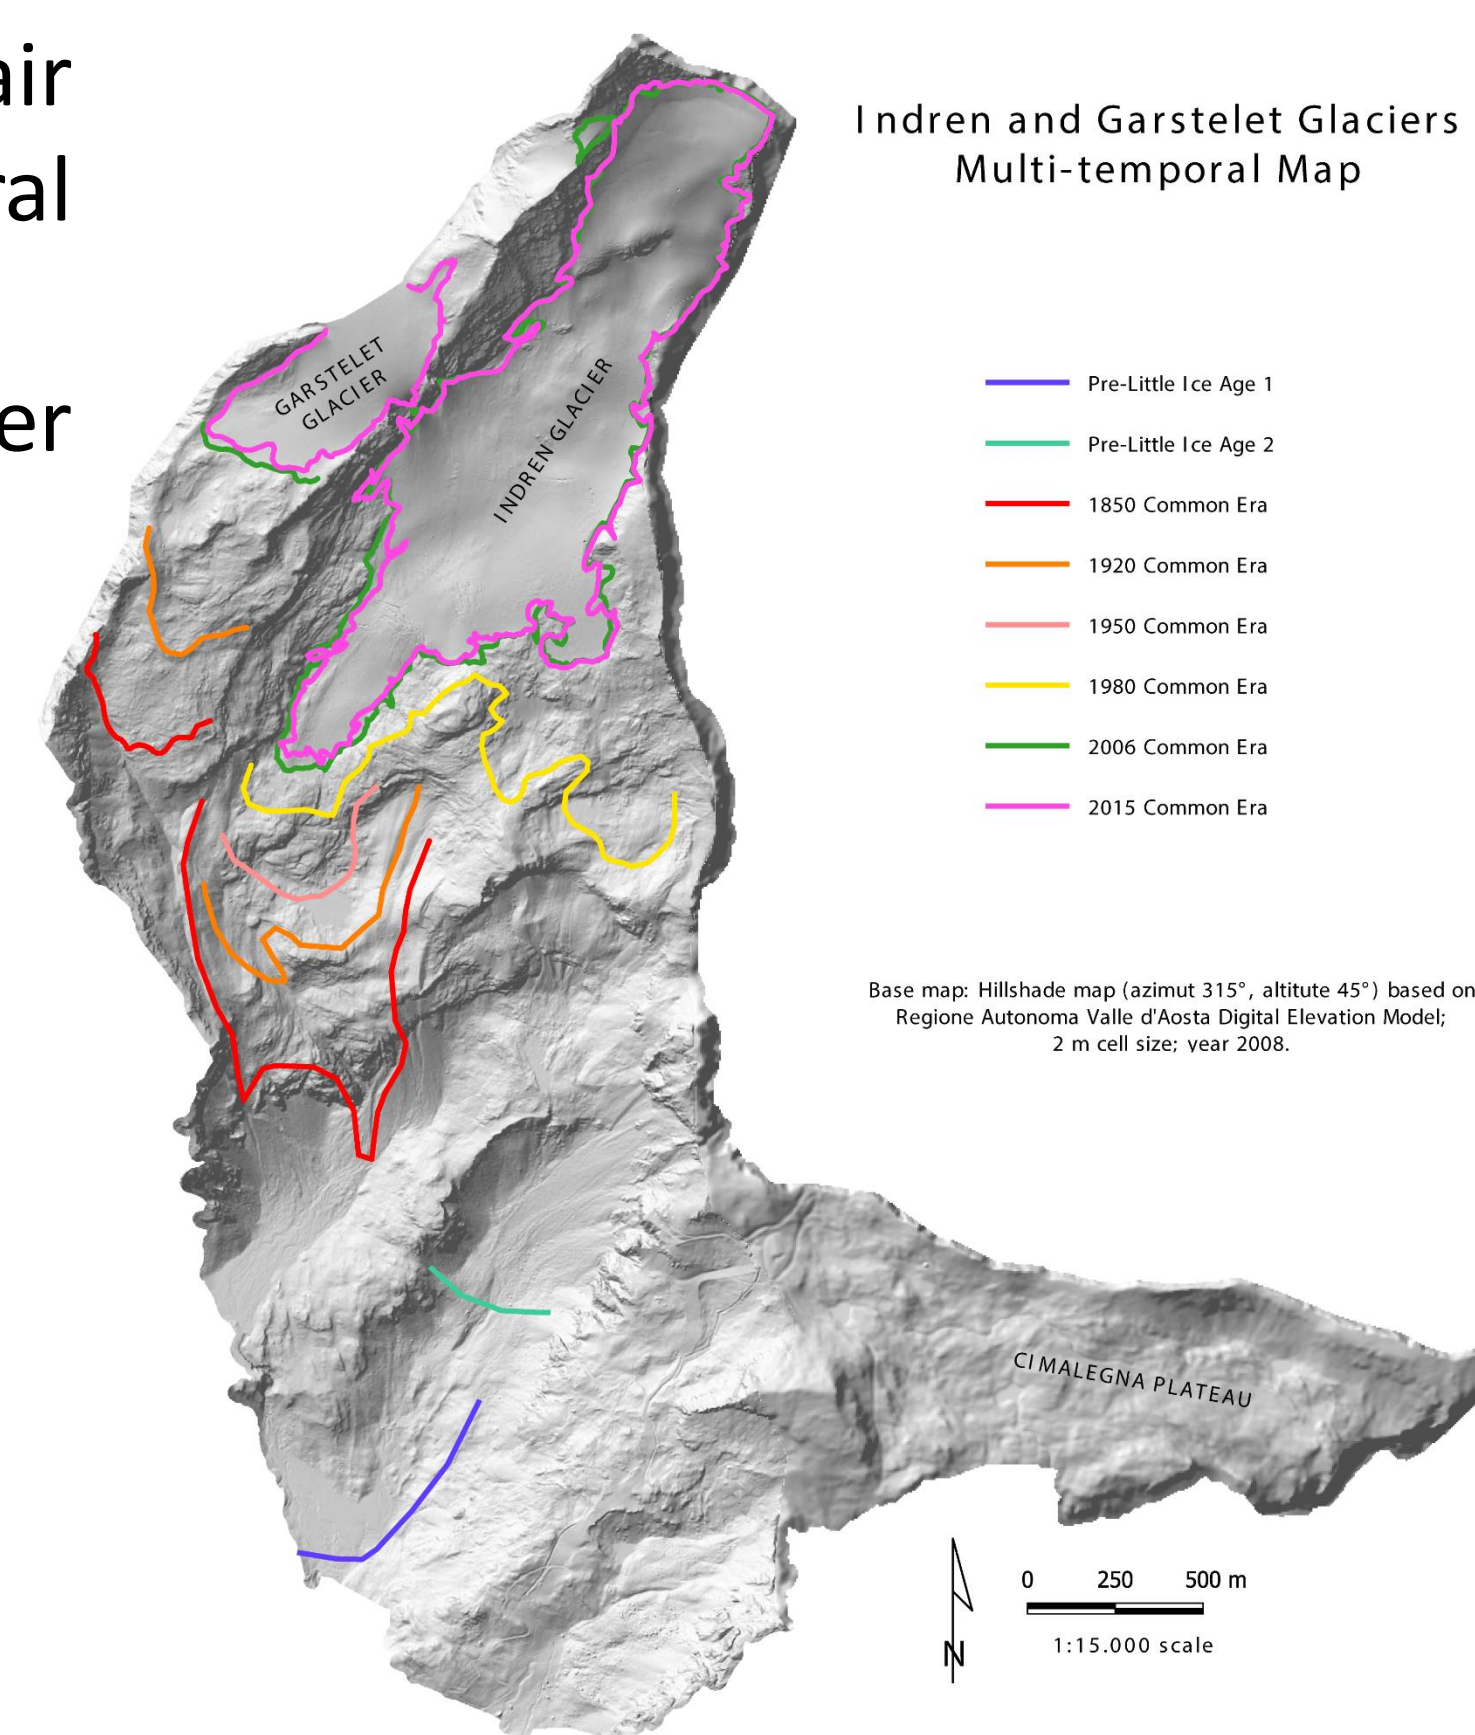 air
ral
er
Indren and Garstelet Glaciers
Multi-temporal Map
GARSTELET
GLACIER
INDREN GLACIER
Pre-Little Ice Age 1
Pre-Little Ice Age 2
1850 Common Era
1920 Common Era
1950 Common Era
1980 Common Era
2006 Common Era
2015 Common Era
Base map: Hillshade map (azimut 315°, altitute 45°) based on
Regione Autonoma Valle d'Aosta Digital Elevation Model;
2 m cell size; year 2008.
CIMALEGNA PLATEAU
0 250 500 m
1:15.000 scale
N